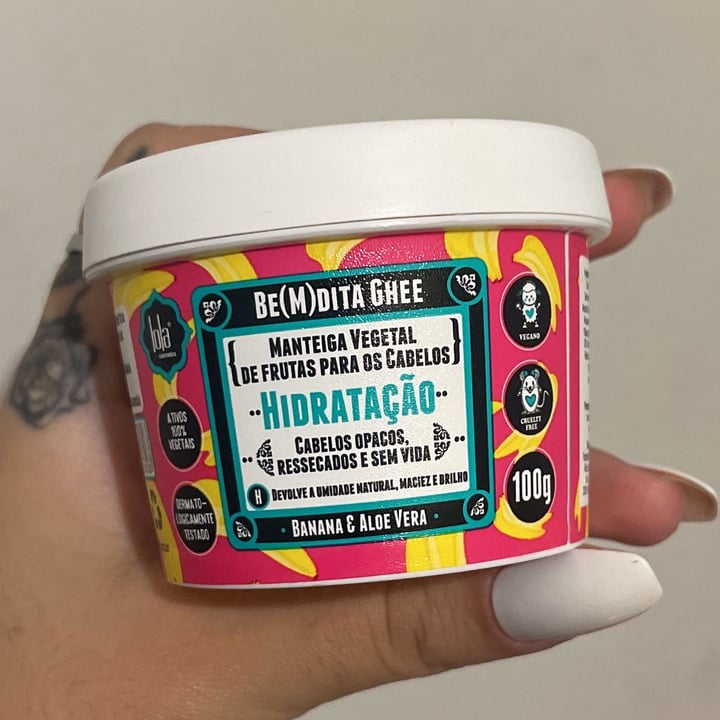 lola
cosmetics
ATIVOS
100%
VEGETAIS
DERMATO-
LOGICAMENTE
TESTADO
BE(M)DITA GHEE
{MANTEIGA VEGETAL
DE FRUTAS PARA OS CABELOS}
··HIDRATAÇÃO··
CABELOS OPACOS,
RESSECADOS E SEM VIDA
H DEVOLVE A UMIDADE NATURAL, MACIEZ E BRILHO
· BANANA & ALOE VERA ·
VEGANO
CRUELTY
FREE
100g